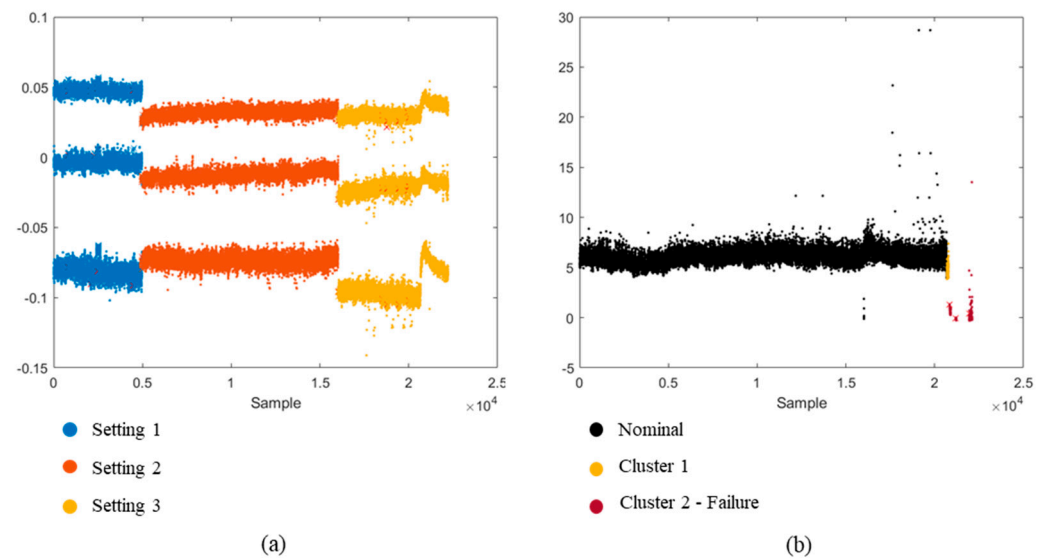 0.1
0.05
0
-0.05
-0.1
-0.15
0
0.5
1
1.5
2
2.5
Sample
×10⁴
Setting 1
Setting 2
Setting 3
(a)
30
25
20
15
10
5
0
-5
0
0.5
1
1.5
2
2.5
Sample
×10⁴
Nominal
Cluster 1
Cluster 2 - Failure
(b)